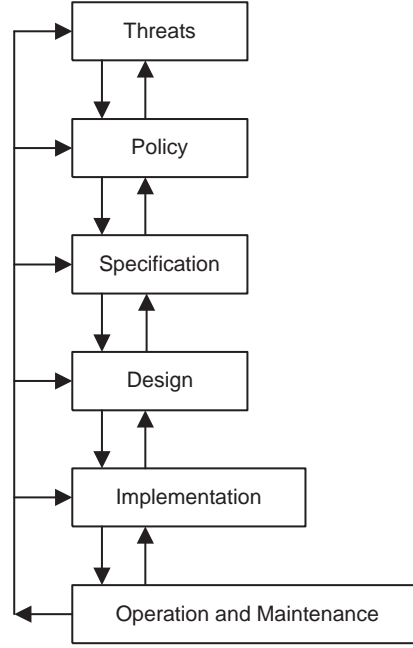 Threats
Policy
Specification
Design
Implementation
Operation and Maintenance